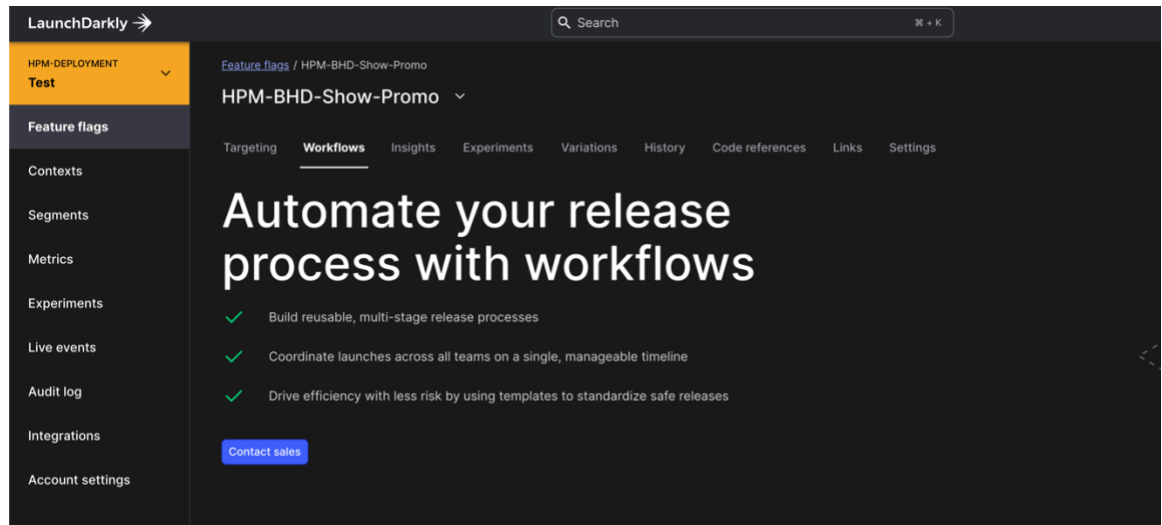 LaunchDarkly
Search
⌘ + K
HPM-DEPLOYMENT
Test
Feature flags
Contexts
Segments
Metrics
Experiments
Live events
Audit log
Integrations
Account settings
Feature flags / HPM-BHD-Show-Promo
HPM-BHD-Show-Promo
Targeting Workflows Insights Experiments Variations History Code references Links Settings
Automate your release
process with workflows
Build reusable, multi-stage release processes
Coordinate launches across all teams on a single, manageable timeline
Drive efficiency with less risk by using templates to standardize safe releases
Contact sales